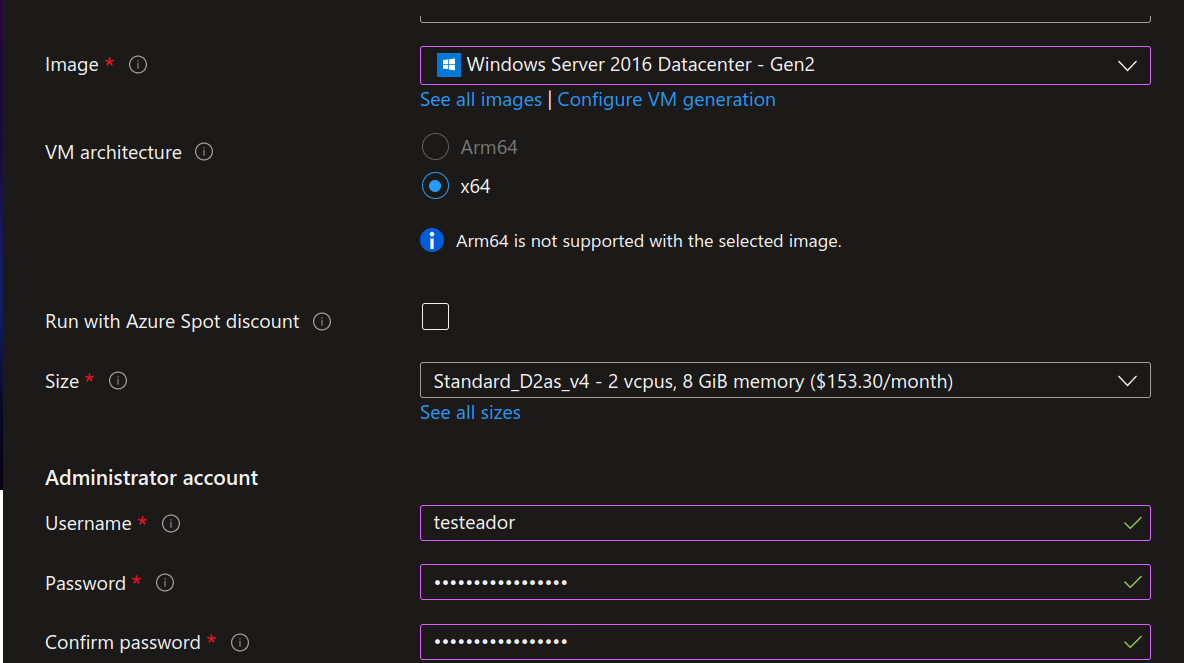 Image *
Windows Server 2016 Datacenter - Gen2
See all images | Configure VM generation
VM architecture
Arm64
x64
Arm64 is not supported with the selected image.
Run with Azure Spot discount
Size *
Standard_D2as_v4 - 2 vcpus, 8 GiB memory ($153.30/month)
See all sizes
Administrator account
Username *
testeador
Password *
•••••••••••••••••
Confirm password *
•••••••••••••••••